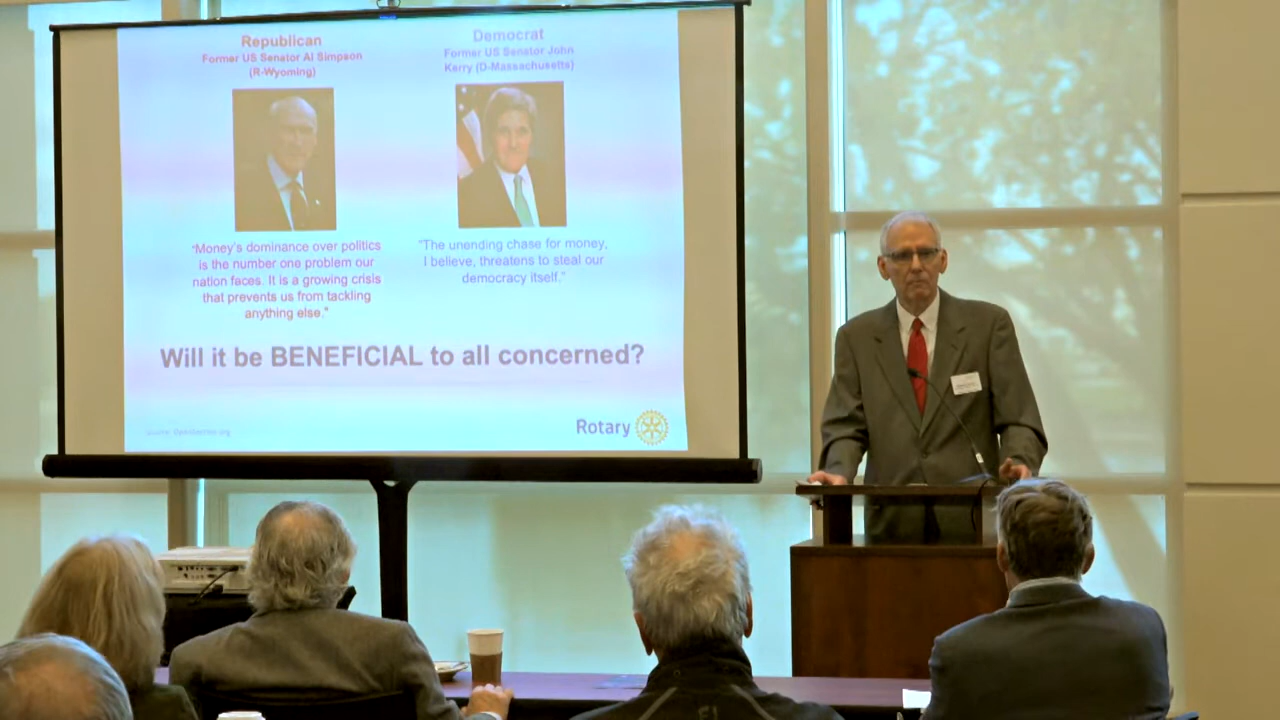 Republican
Former US Senator Al Simpson
(R-Wyoming)
"Money's dominance over politics
is the number one problem our
nation faces. It is a growing crisis
that prevents us from tackling
anything else."
Democrat
Former US Senator John
Kerry (D-Massachusetts)
"The unending chase for money,
I believe, threatens to steal our
democracy itself."
Will it be BENEFICIAL to all concerned?
Rotary